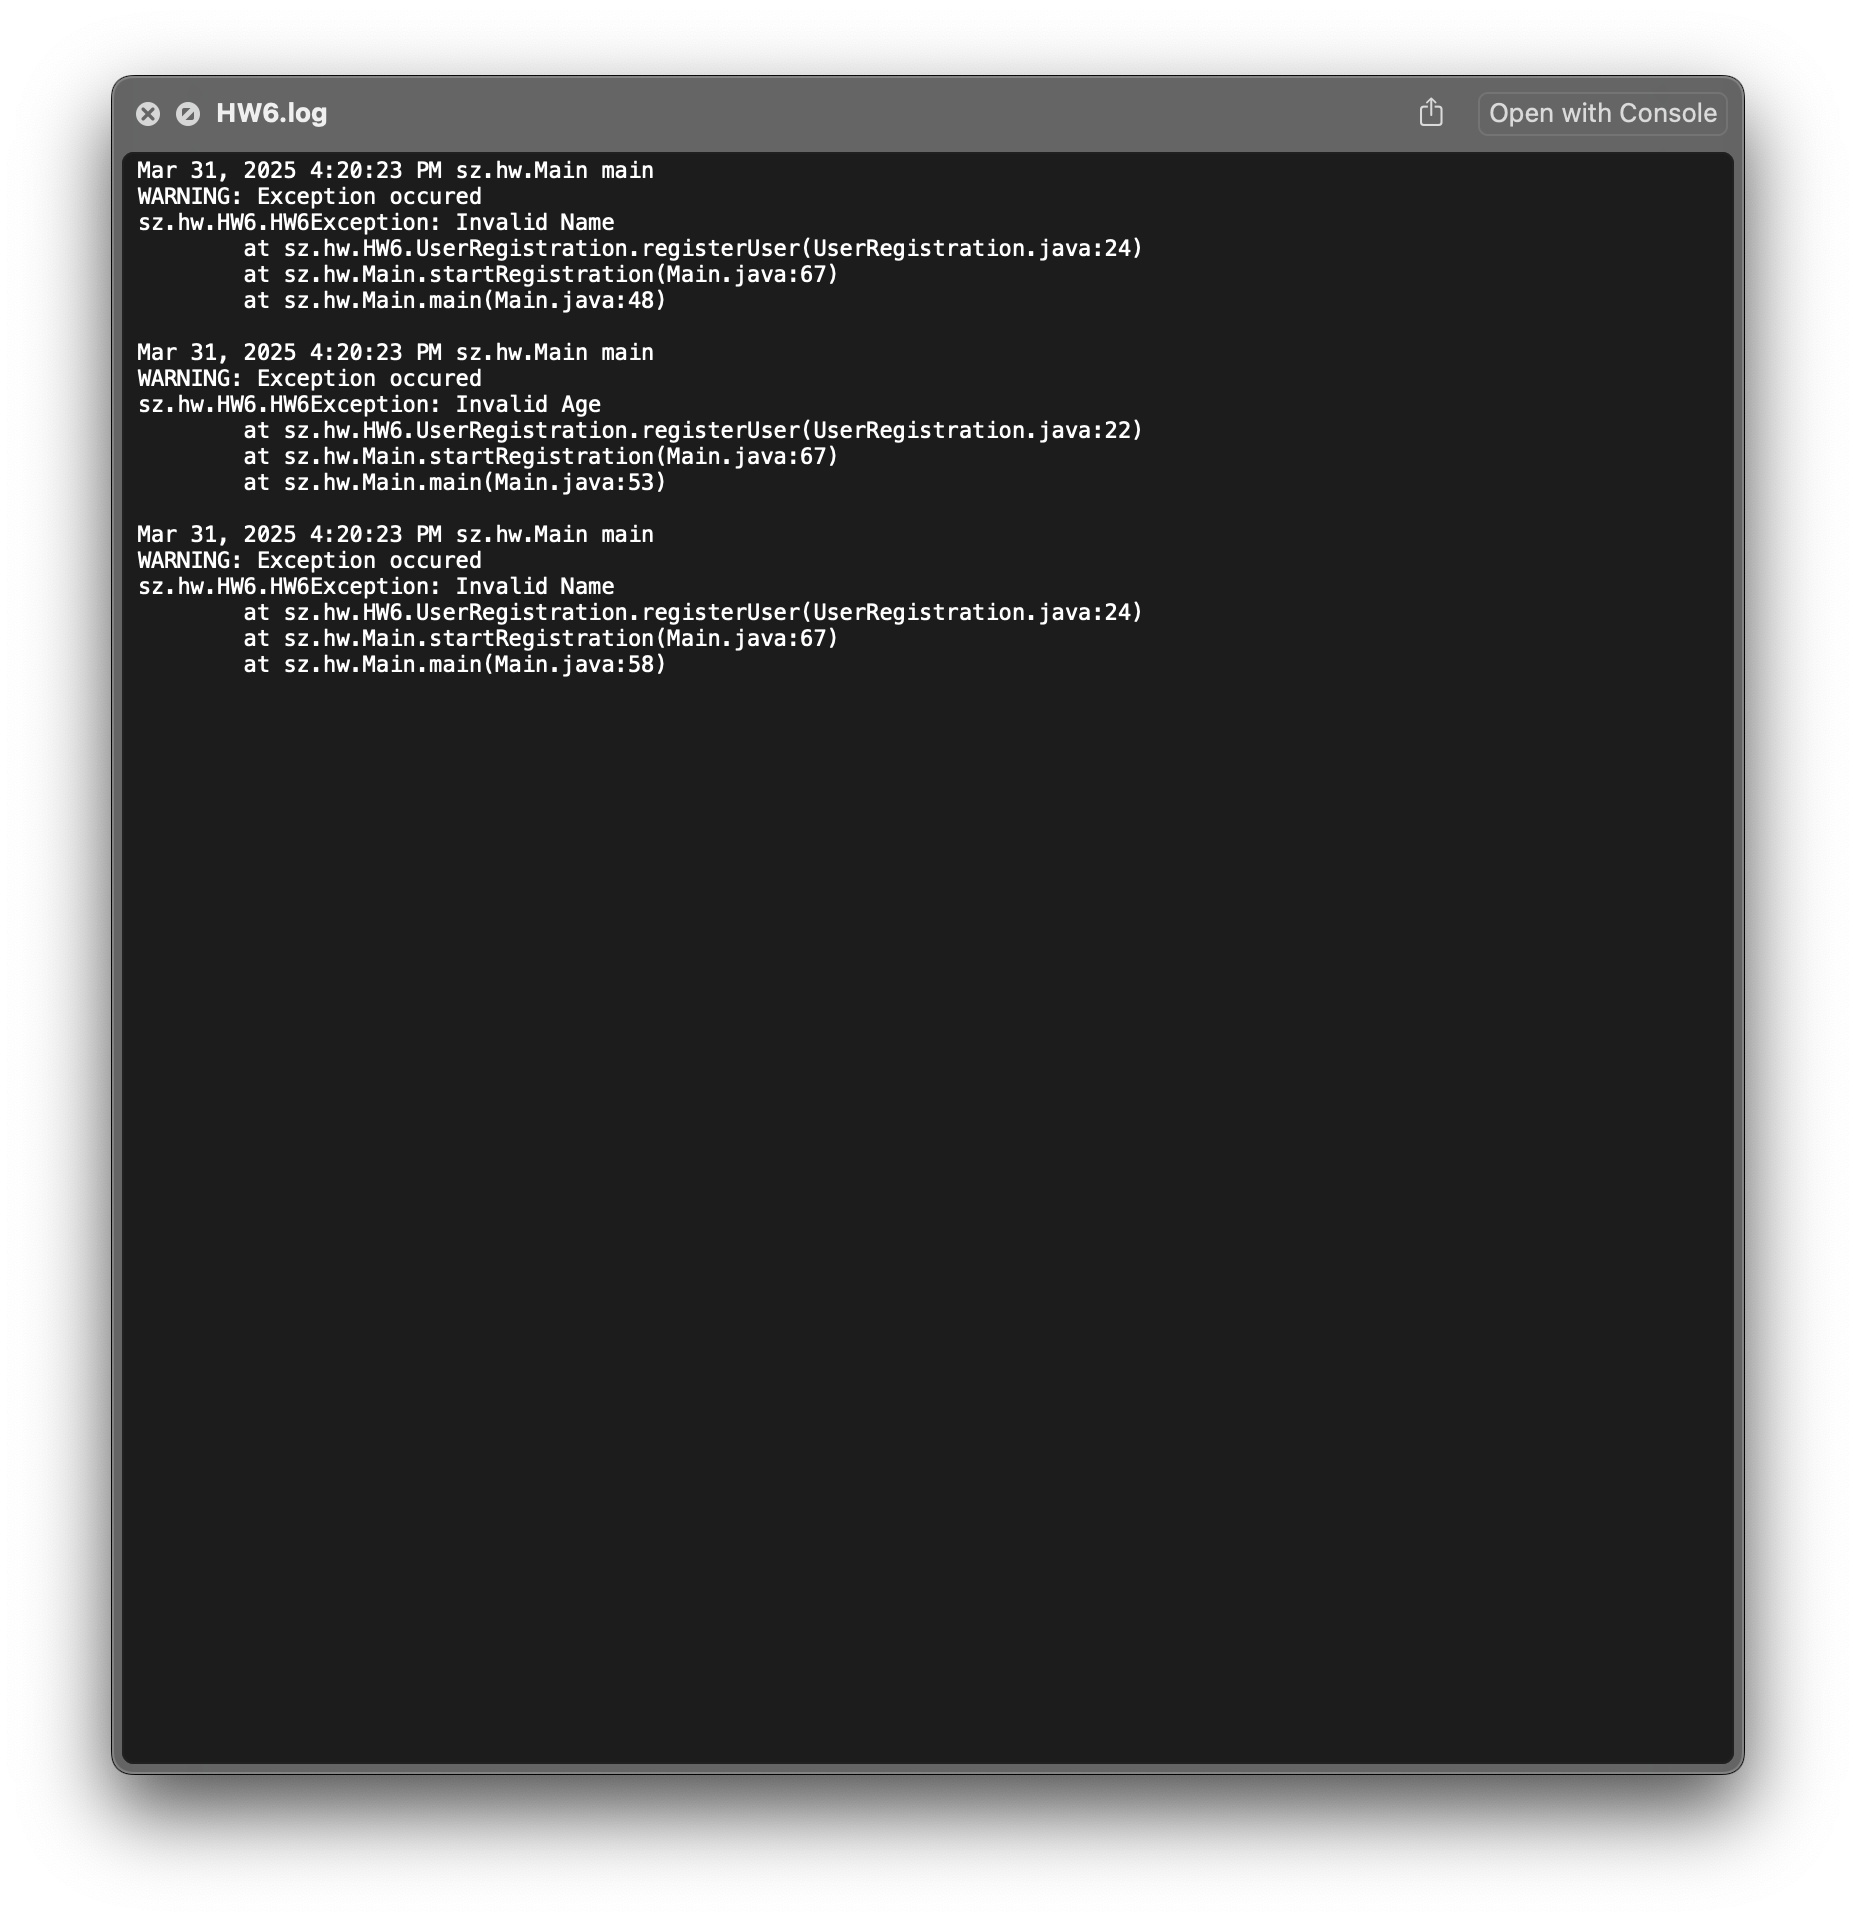 HW6.log
Open with Console
Mar 31, 2025 4:20:23 PM sz.hw.Main main
WARNING: Exception occured
sz.hw.HW6.HW6Exception: Invalid Name
        at sz.hw.HW6.UserRegistration.registerUser(UserRegistration.java:24)
        at sz.hw.Main.startRegistration(Main.java:67)
        at sz.hw.Main.main(Main.java:48)

Mar 31, 2025 4:20:23 PM sz.hw.Main main
WARNING: Exception occured
sz.hw.HW6.HW6Exception: Invalid Age
        at sz.hw.HW6.UserRegistration.registerUser(UserRegistration.java:22)
        at sz.hw.Main.startRegistration(Main.java:67)
        at sz.hw.Main.main(Main.java:53)

Mar 31, 2025 4:20:23 PM sz.hw.Main main
WARNING: Exception occured
sz.hw.HW6.HW6Exception: Invalid Name
        at sz.hw.HW6.UserRegistration.registerUser(UserRegistration.java:24)
        at sz.hw.Main.startRegistration(Main.java:67)
        at sz.hw.Main.main(Main.java:58)